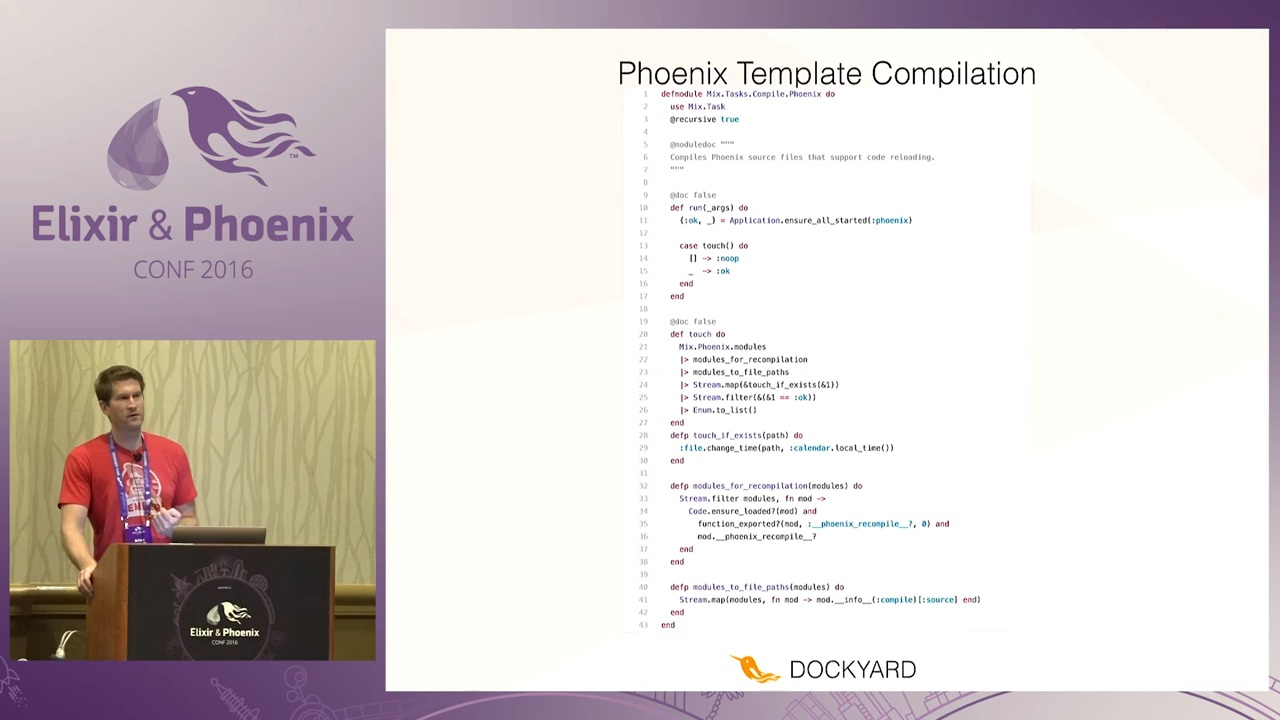 Elixir & Phoenix
CONF 2016
Phoenix Template Compilation
1 defmodule Mix.Tasks.Compile.Phoenix do
2 use Mix.Task
3 @recursive true
4
5 @moduledoc """
6 Compiles Phoenix source files that support code reloading.
7 """
8
9 @doc false
10 def run(_args) do
11 {:ok, _} = Application.ensure_all_started(:phoenix)
12
13 case touch() do
14 [] -> :noop
15 _ -> :ok
16 end
17 end
18
19 @doc false
20 def touch do
21 Mix.Phoenix.modules
22 |> modules_for_recompilation
23 |> modules_to_file_paths
24 |> Stream.map(&touch_if_exists(&1))
25 |> Stream.filter(&(&1 == :ok))
26 |> Enum.to_list()
27 end
28 defp touch_if_exists(path) do
29 :file.change_time(path, :calendar.local_time())
30 end
31
32 defp modules_for_recompilation(modules) do
33 Stream.filter modules, fn mod ->
34 Code.ensure_loaded?(mod) and
35 function_exported?(mod, :__phoenix_recompile__?, 0) and
36 mod.__phoenix_recompile__?
37 end
38 end
39
40 defp modules_to_file_paths(modules) do
41 Stream.map(modules, fn mod -> mod.__info__(:compile)[:source] end)
42 end
43 end
DOCKYARD
Elixir & Phoenix
CONF 2016